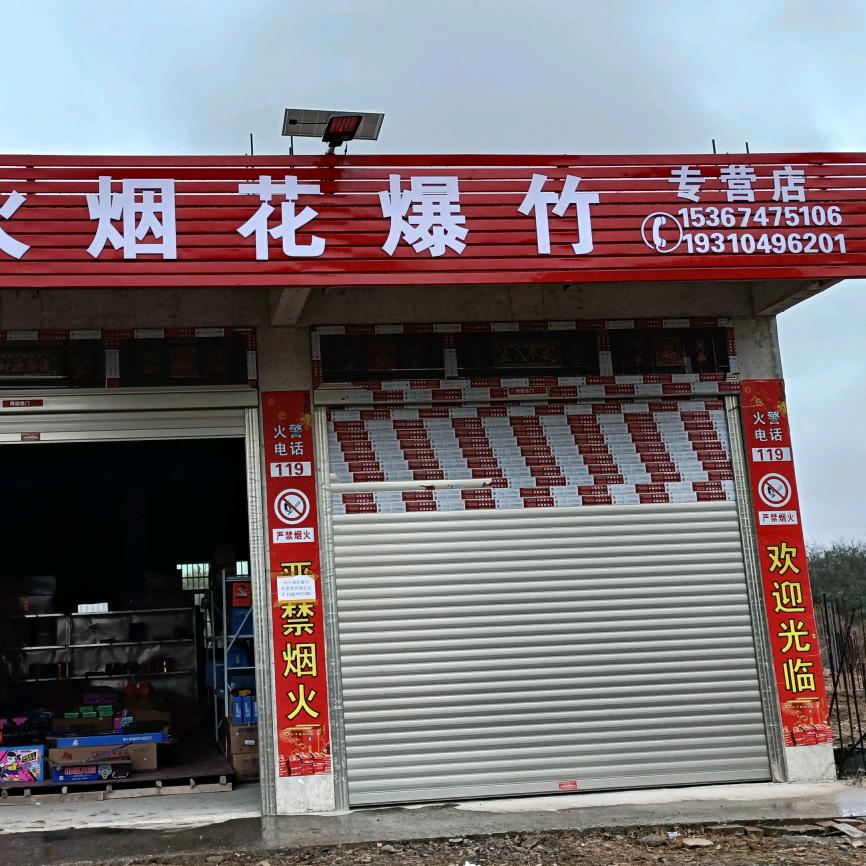 火烟花爆竹
专营店
15367475106
19310496201
火警
电话
119
严禁烟火
严禁烟火
火警
电话
119
严禁烟火
欢迎光临